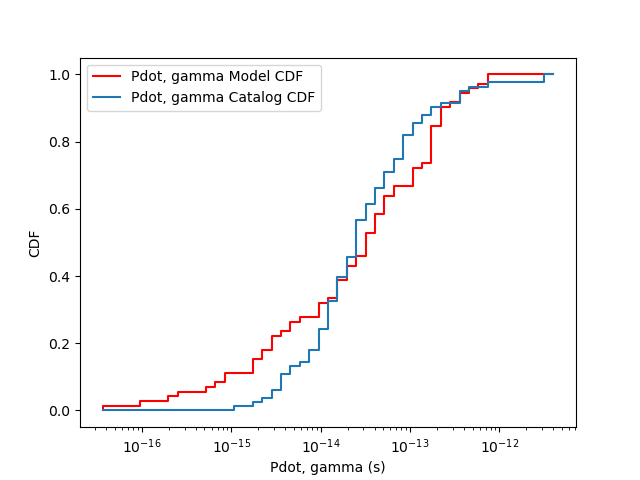 Pdot, gamma Model CDF
Pdot, gamma Catalog CDF
1.0
0.8
0.6
0.4
0.2
0.0
CDF
10⁻¹⁶ 10⁻¹⁵ 10⁻¹⁴ 10⁻¹³ 10⁻¹²
Pdot, gamma (s)